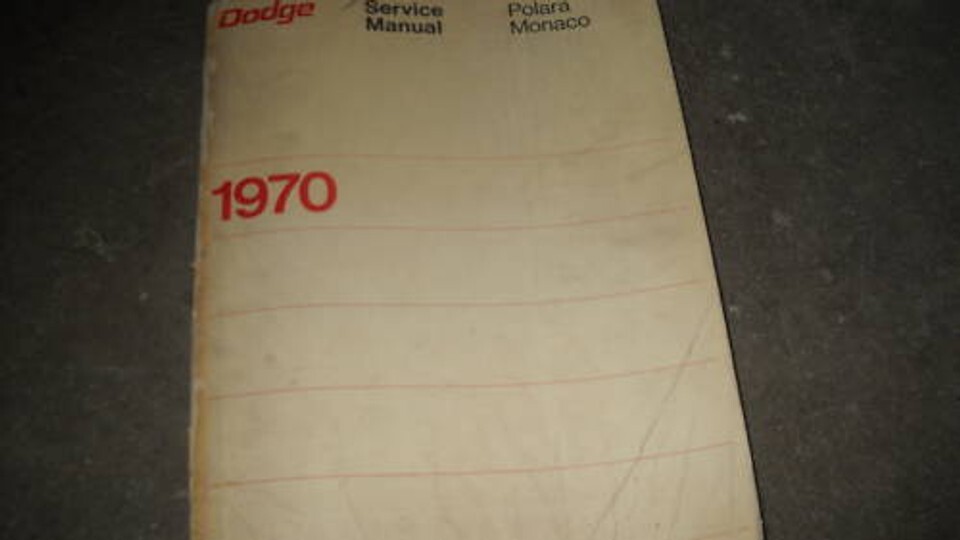 Dodge
Service
Manual
Polara
Monaco
1970